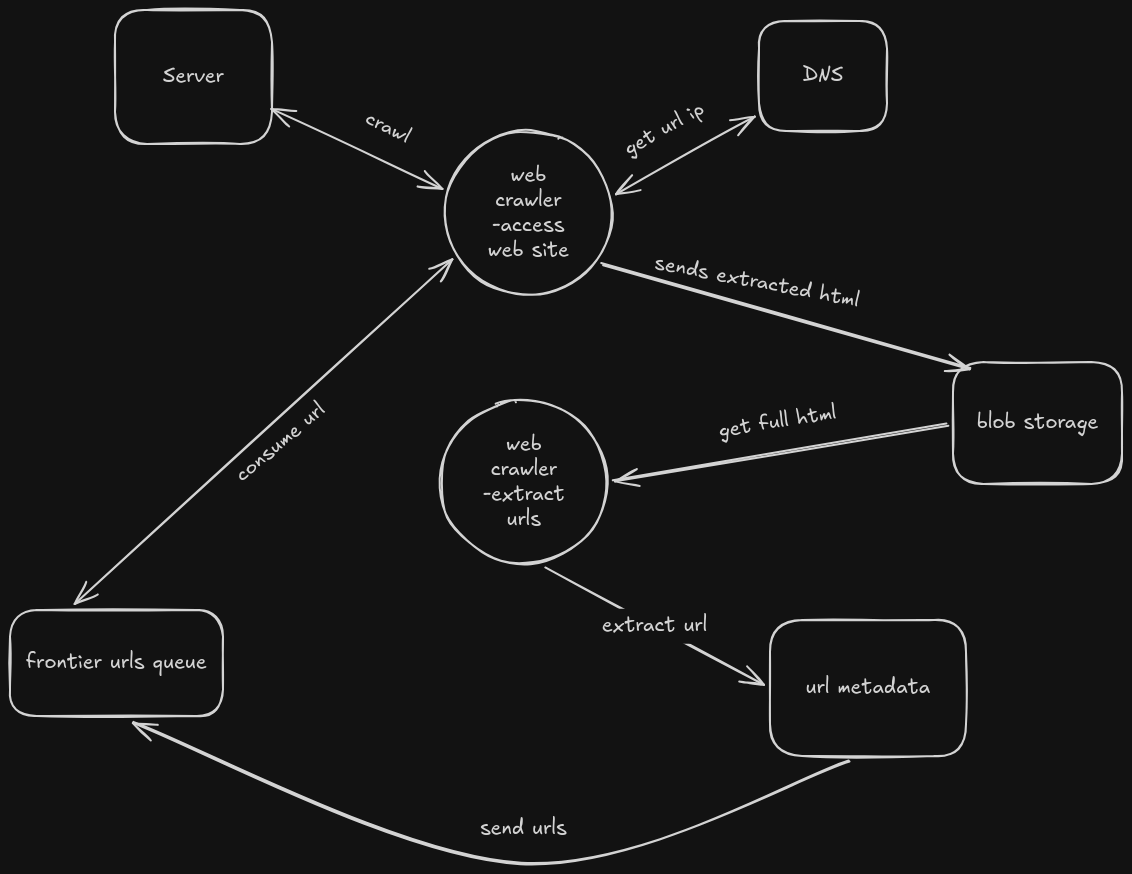 Server
DNS
crawl
get url ip
web
crawler
-access
web site
sends extracted html
consume url
get full html
blob storage
web
crawler
-extract
urls
extract url
frontier urls queue
url metadata
send urls